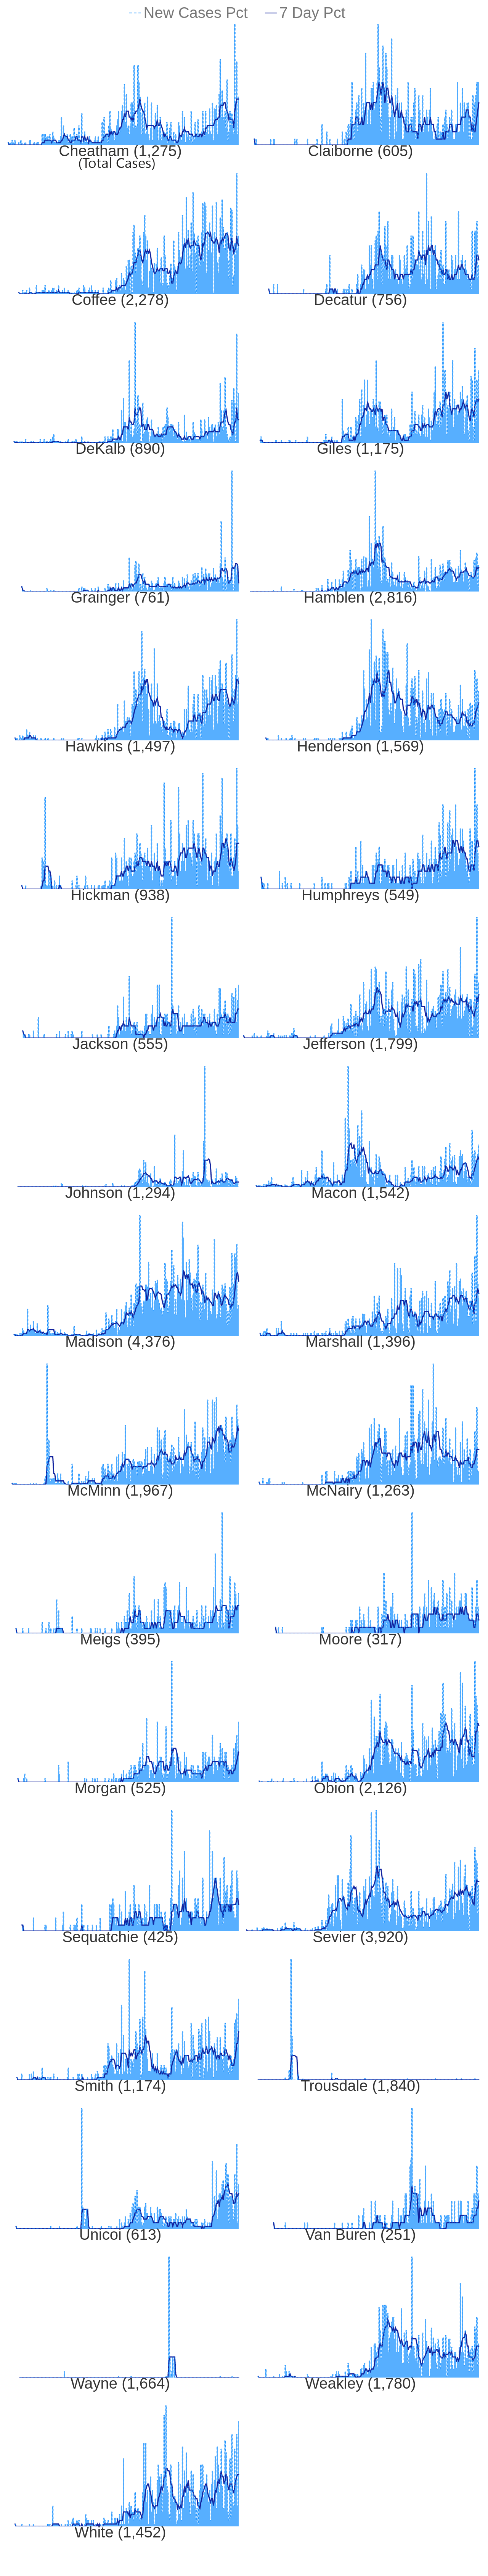 New Cases Pct 7 Day Pct
Cheatham (1,275) Claiborne (605)
(Total Cases)
Coffee (2,278) Decatur (756)
DeKalb (890) Giles (1,175)
Grainger (761) Hamblen (2,816)
Hawkins (1,497) Henderson (1,569)
Hickman (938) Humphreys (549)
Jackson (555) Jefferson (1,799)
Johnson (1,294) Macon (1,542)
Madison (4,376) Marshall (1,396)
McMinn (1,967) McNairy (1,263)
Meigs (395) Moore (317)
Morgan (525) Obion (2,126)
Sequatchie (425) Sevier (3,920)
Smith (1,174) Trousdale (1,840)
Unicoi (613) Van Buren (251)
Wayne (1,664) Weakley (1,780)
White (1,452)